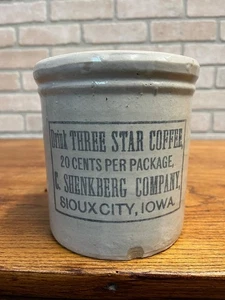 Drink THREE STAR COFFEE,
20 CENTS PER PACKAGE.
C. SHENKBERG COMPANY,
SIOUX CITY, IOWA.